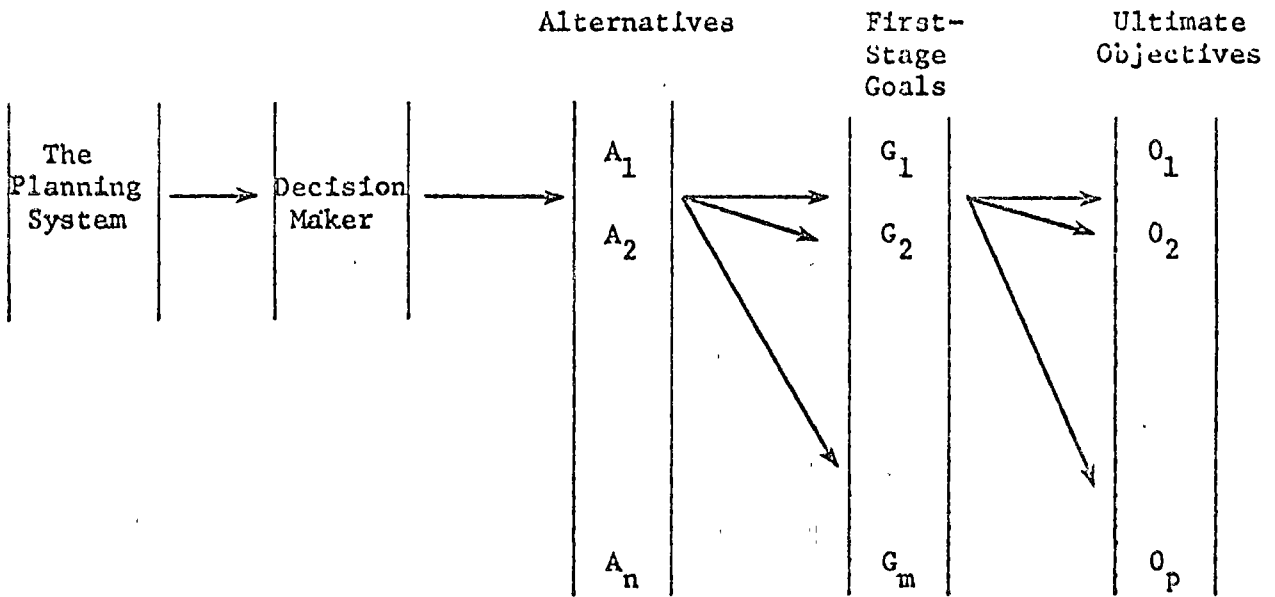 Alternatives
First-
Stage
Goals
Ultimate
Objectives
The
Planning
System
Decision
Maker
A1
A2
An
G1
G2
Gm
O1
O2
Op